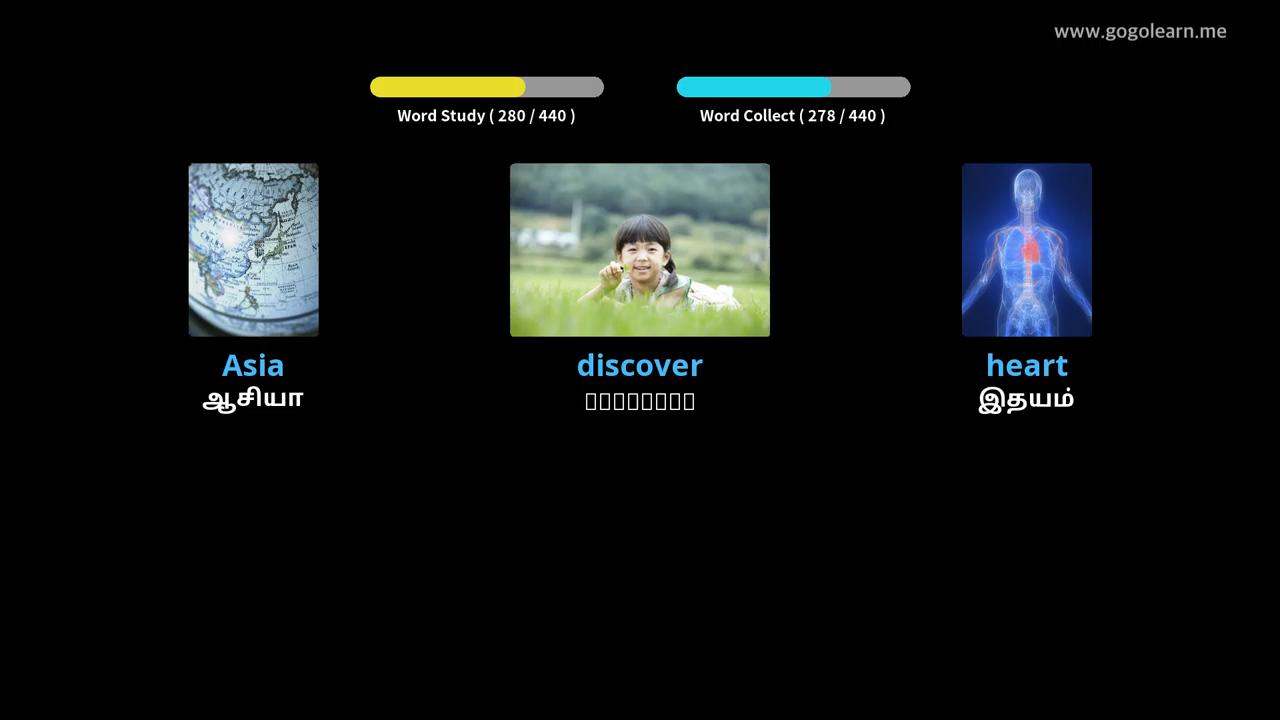 www.gogolearn.me
Word Study ( 280 / 440 )
Word Collect ( 278 / 440 )
Asia
discover
heart
ஆசியா
இதயம்